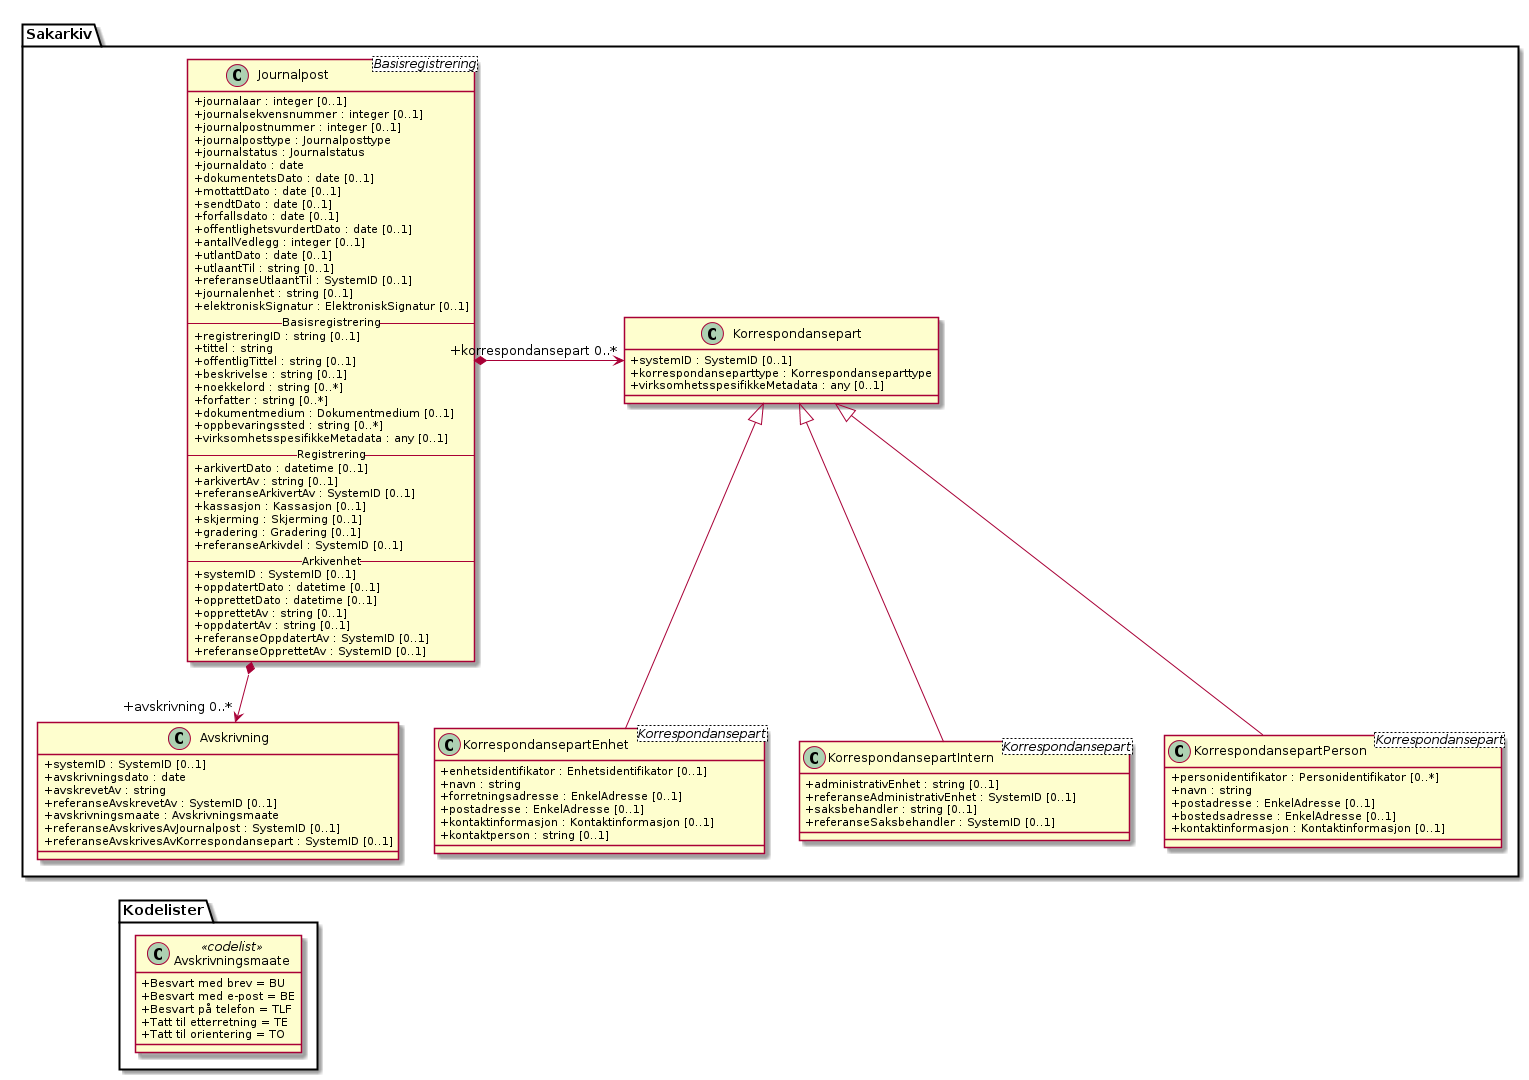 Sakarkiv
Journalpost
Basisregistrering
+journalaar : integer [0..1]
+journalsekvensnummer : integer [0..1]
+journalpostnummer : integer [0..1]
+journalposttype : Journalposttype
+journalstatus : Journalstatus
+journaldato : date
+dokumentetsDato : date [0..1]
+mottattDato : date [0..1]
+sendtDato : date [0..1]
+forfallsdato : date [0..1]
+offentlighetsvurdertDato : date [0..1]
+antallVedlegg : integer [0..1]
+utlantDato : date [0..1]
+utlaantTil : string [0..1]
+referanseUtlaantTil : SystemID [0..1]
+journalenhet : string [0..1]
+elektroniskSignatur : ElektroniskSignatur [0..1]
Basisregistrering
+registreringID : string [0..1]
+tittel : string
+offentligTittel : string [0..1]
+beskrivelse : string [0..1]
+noekkelord : string [0..*]
+forfatter : string [0..*]
+dokumentmedium : Dokumentmedium [0..1]
+oppbevaringssted : string [0..*]
+virksomhetsspesifikkeMetadata : any [0..1]
Registrering
+arkivertDato : datetime [0..1]
+arkivertAv : string [0..1]
+referanseArkivertAv : SystemID [0..1]
+kassasjon : Kassasjon [0..1]
+skjerming : Skjerming [0..1]
+gradering : Gradering [0..1]
+referanseArkivdel : SystemID [0..1]
Arkivenhet
+systemID : SystemID [0..1]
+oppdatertDato : datetime [0..1]
+opprettetDato : datetime [0..1]
+opprettetAv : string [0..1]
+oppdatertAv : string [0..1]
+referanseOppdatertAv : SystemID [0..1]
+referanseOpprettetAv : SystemID [0..1]
+korrespondansepart 0..*
Korrespondansepart
+systemID : SystemID [0..1]
+korrespondanseparttype : Korrespondanseparttype
+virksomhetsspesifikkeMetadata : any [0..1]
+avskrivning 0..*
Avskrivning
+systemID : SystemID [0..1]
+avskrivningsdato : date
+avskrevetAv : string
+referanseAvskrevetAv : SystemID [0..1]
+avskrivningsmaate : Avskrivningsmaate
+referanseAvskrivesAvJournalpost : SystemID [0..1]
+referanseAvskrivesAvKorrespondansepart : SystemID [0..1]
KorrespondansepartEnhet
Korrespondansepart
+enhetsidentifikator : Enhetsidentifikator [0..1]
+navn : string
+forretningsadresse : EnkelAdresse [0..1]
+postadresse : EnkelAdresse [0..1]
+kontaktinformasjon : Kontaktinformasjon [0..1]
+kontaktperson : string [0..1]
KorrespondansepartIntern
Korrespondansepart
+administrativEnhet : string [0..1]
+referanseAdministrativEnhet : SystemID [0..1]
+saksbehandler : string [0..1]
+referanseSaksbehandler : SystemID [0..1]
KorrespondansepartPerson
Korrespondansepart
+personidentifikator : Personidentifikator [0..*]
+navn : string
+postadresse : EnkelAdresse [0..1]
+bostedsadresse : EnkelAdresse [0..1]
+kontaktinformasjon : Kontaktinformasjon [0..1]
Kodelister
«codelist»
Avskrivningsmaate
+Besvart med brev = BU
+Besvart med e-post = BE
+Besvart på telefon = TLF
+Tatt til etterretning = TE
+Tatt til orientering = TO